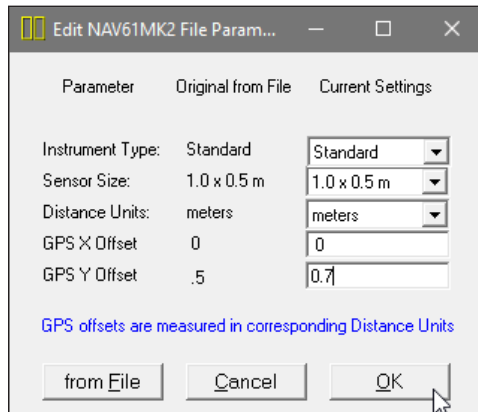 Edit NAV61MK2 File Param...
Parameter Original from File Current Settings
Instrument Type: Standard Standard
Sensor Size: 1.0 x 0.5 m 1.0 x 0.5 m
Distance Units: meters meters
GPS X Offset 0 0
GPS Y Offset .5 0.7
GPS offsets are measured in corresponding Distance Units
from File Cancel OK